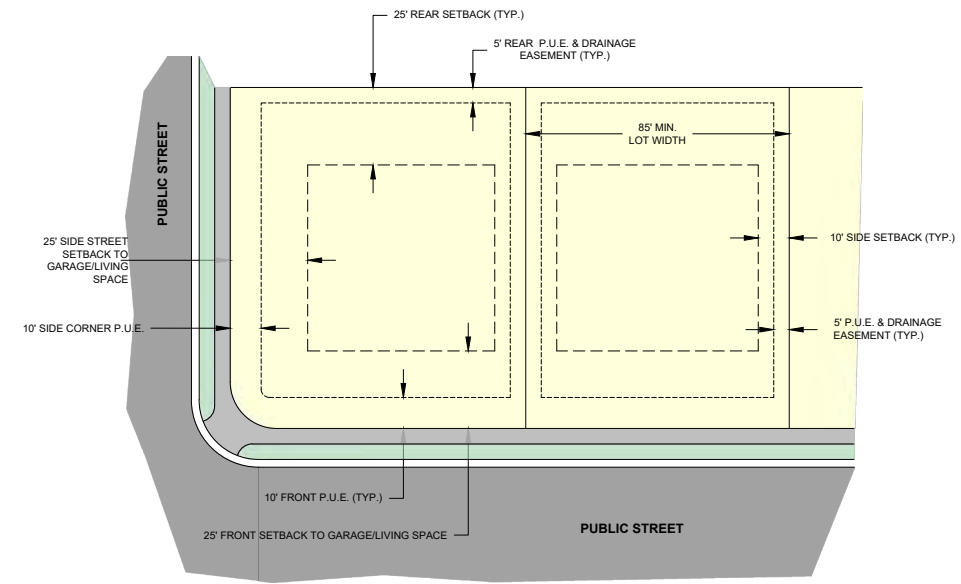 25' REAR SETBACK (TYP.)
5' REAR P.U.E. & DRAINAGE
EASEMENT (TYP.)
PUBLIC STREET
85' MIN.
LOT WIDTH
25' SIDE STREET
SETBACK TO
GARAGE/LIVING
SPACE
10' SIDE SETBACK (TYP.)
10' SIDE CORNER P.U.E.
5' P.U.E. & DRAINAGE
EASEMENT (TYP.)
10' FRONT P.U.E. (TYP.)
25' FRONT SETBACK TO GARAGE/LIVING SPACE
PUBLIC STREET